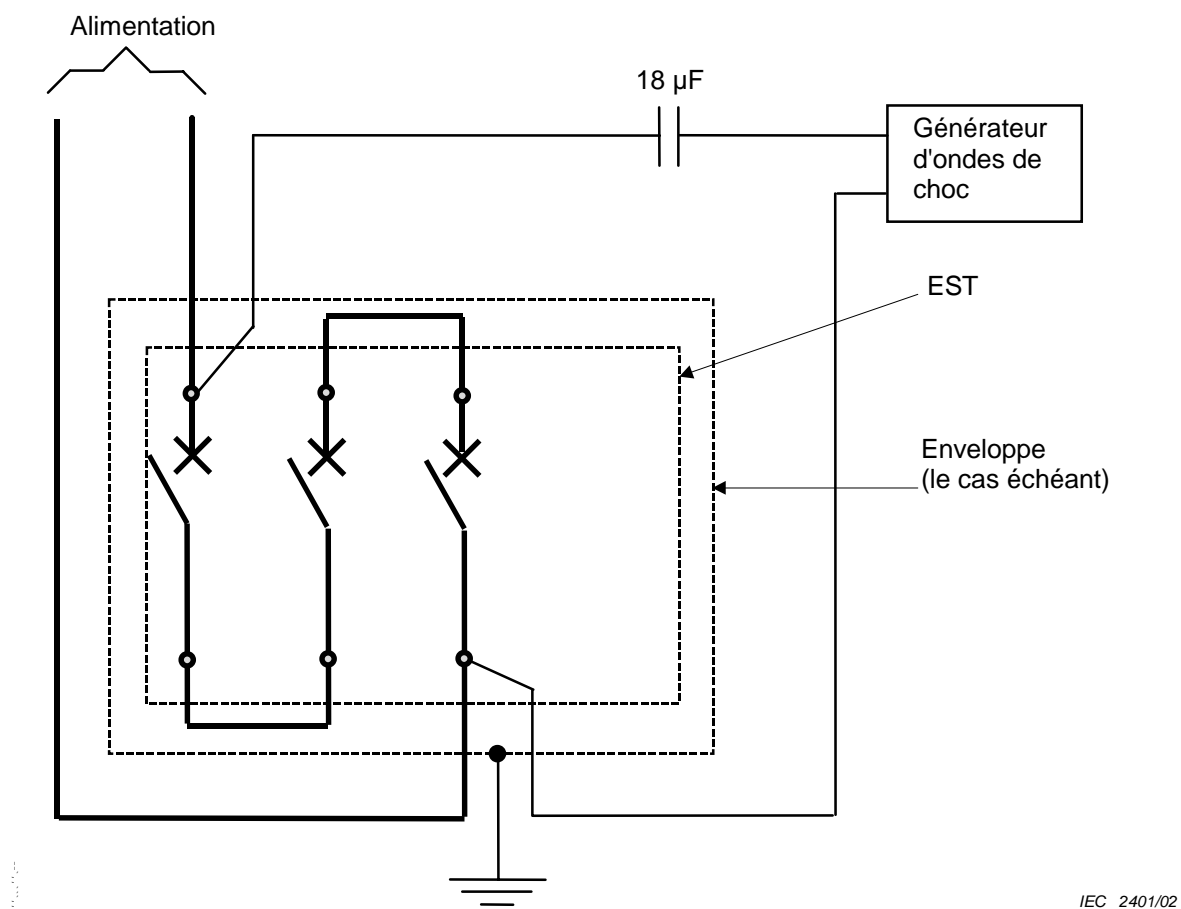 Alimentation
18 µF
Générateur
d'ondes de
choc
EST
Enveloppe
(le cas échéant)
IEC 2401/02